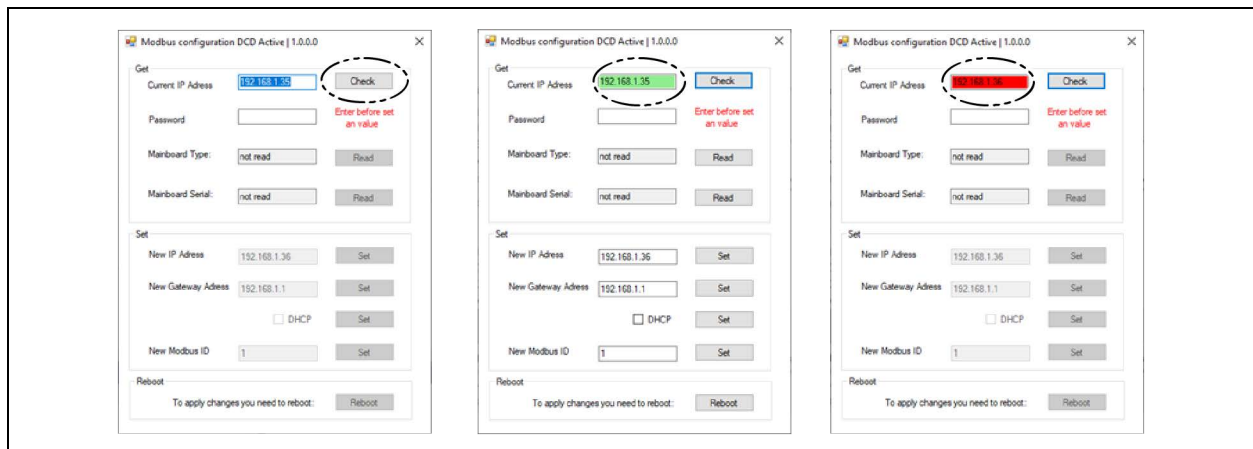 Modbus configuration DCD Active | 1.0.0.0
Get
Current IP Adress 192.168.1.35 Check
Password Enter before set
an value
Mainboard Type: not read Read
Mainboard Serial: not read Read
Set
New IP Adress 192.168.1.36 Set
New Gateway Adress 192.168.1.1 Set
DHCP Set
New Modbus ID 1 Set
Reboot
To apply changes you need to reboot: Reboot
Modbus configuration DCD Active | 1.0.0.0
Get
Current IP Adress 192.168.1.35 Check
Password Enter before set
an value
Mainboard Type: not read Read
Mainboard Serial: not read Read
Set
New IP Adress 192.168.1.36 Set
New Gateway Adress 192.168.1.1 Set
DHCP Set
New Modbus ID 1 Set
Reboot
To apply changes you need to reboot: Reboot
Modbus configuration DCD Active | 1.0.0.0
Get
Current IP Adress 192.168.1.36 Check
Password Enter before set
an value
Mainboard Type: not read Read
Mainboard Serial: not read Read
Set
New IP Adress 192.168.1.36 Set
New Gateway Adress 192.168.1.1 Set
DHCP Set
New Modbus ID 1 Set
Reboot
To apply changes you need to reboot: Reboot